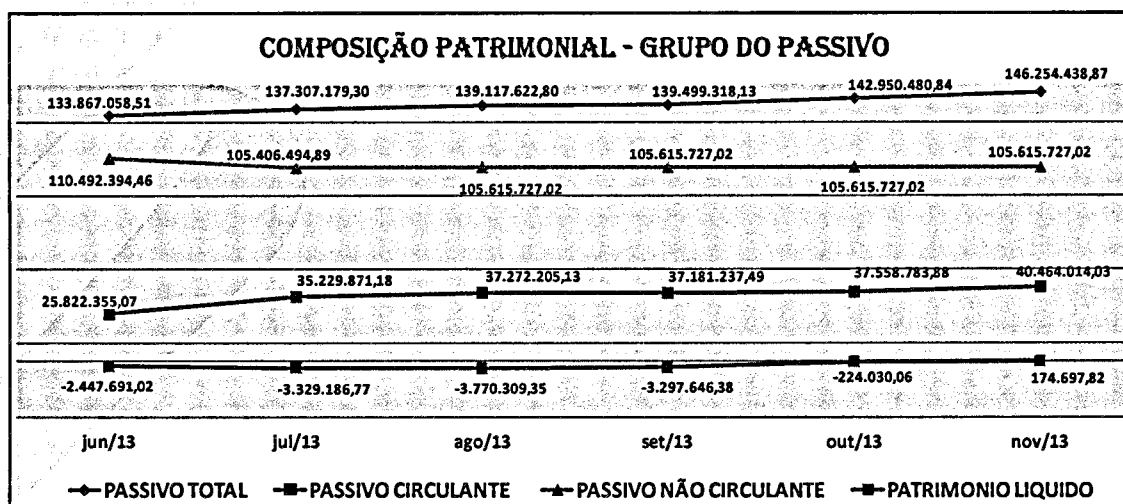 COMPOSIÇÃO PATRIMONIAL - GRUPO DO PASSIVO
133.867.058,51 137.307.179,30 139.117.622,80 139.499.318,13 142.950.480,84 146.254.438,87
110.492.394,46 105.406.494,89 105.615.727,02 105.615.727,02 105.615.727,02 105.615.727,02
25.822.355,07 35.229.871,18 37.272.205,13 37.181.237,49 37.558.783,88 40.464.014,03
-2.447.691,02 -3.329.186,77 -3.770.309,35 -3.297.646,38 -224.030,06 174.697,82
jun/13 jul/13 ago/13 set/13 out/13 nov/13
PASSIVO TOTAL PASSIVO CIRCULANTE PASSIVO NÃO CIRCULANTE PATRIMONIO LIQUIDO